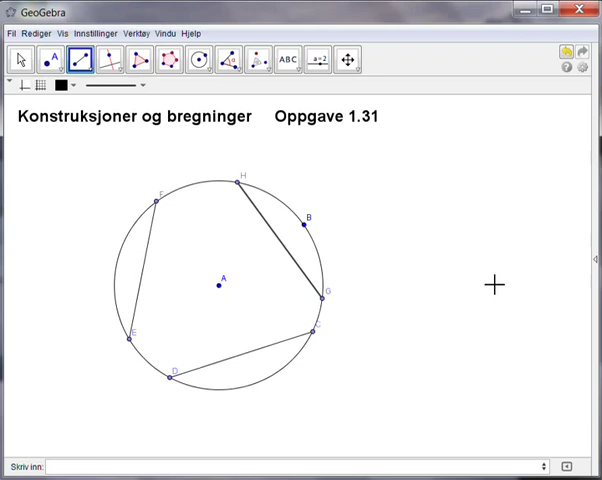 GeoGebra
Fil Rediger Vis Innstillinger Verktøy Vindu Hjelp
A
α
ABC
a=2
Konstruksjoner og bregninger Oppgave 1.31
H
F
B
A
G
C
E
D
Skriv inn: